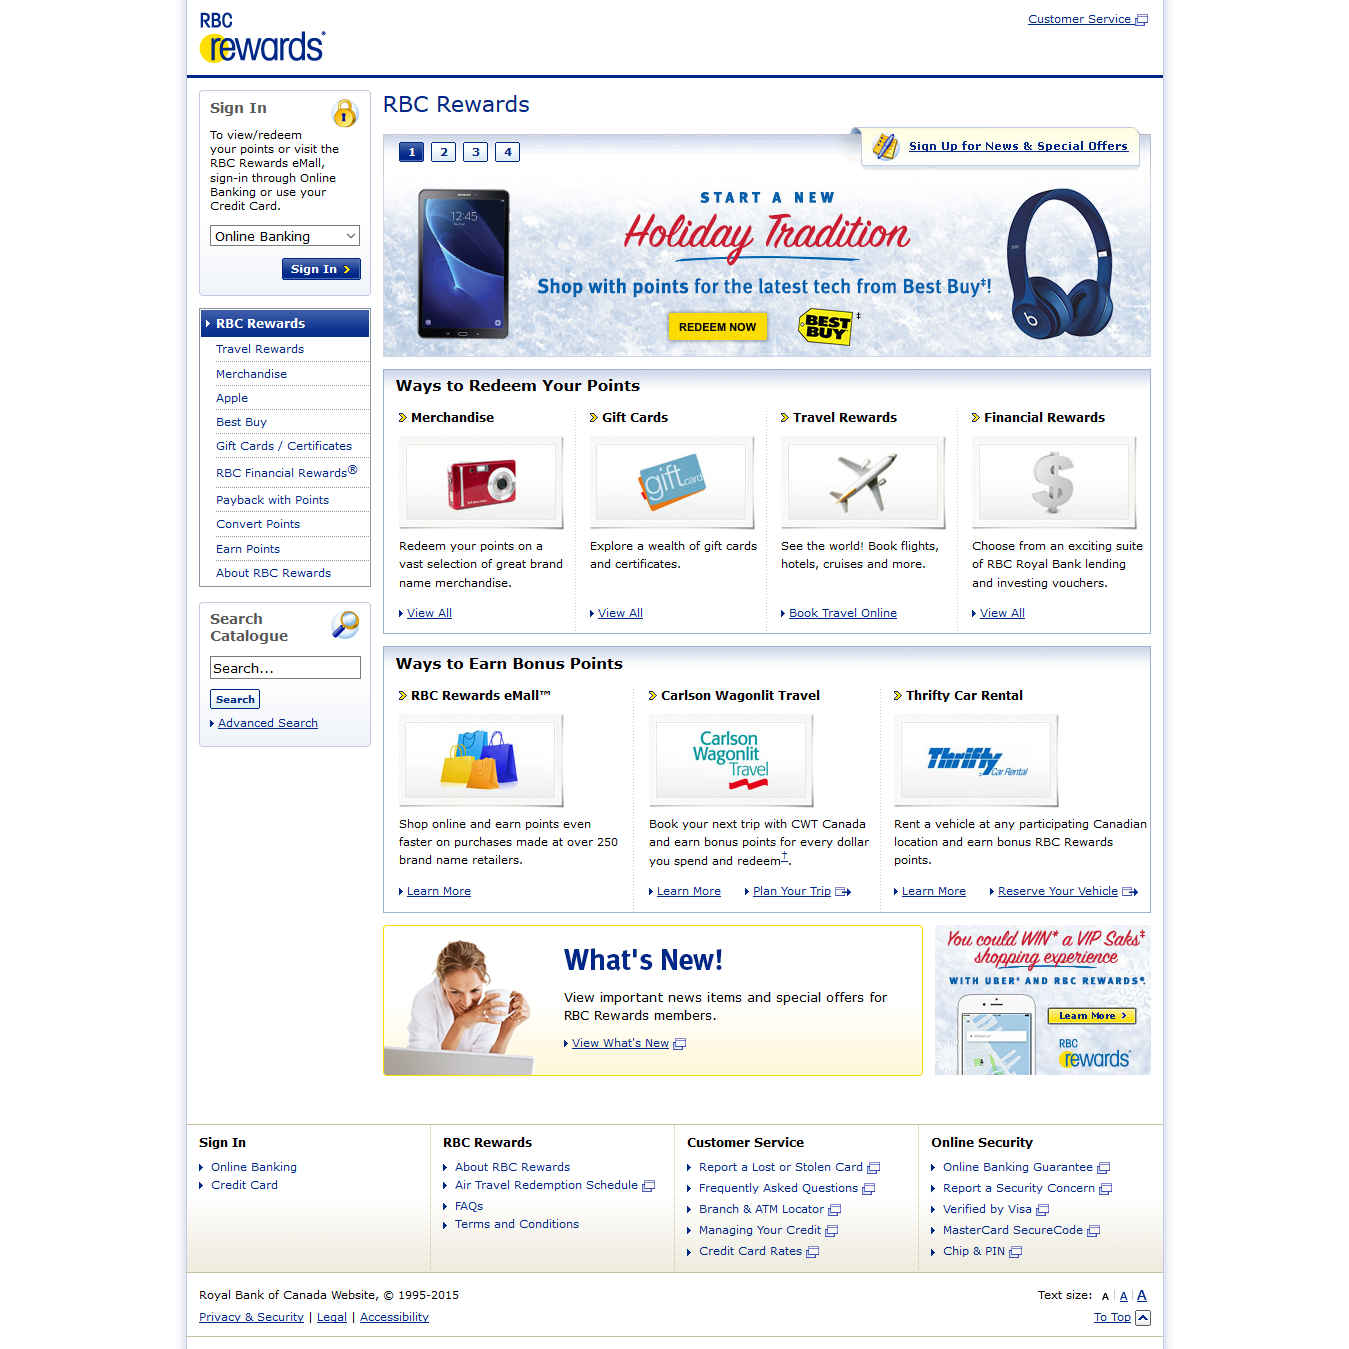 RBC
rewards®
Customer Service
Sign In
To view/redeem
your points or visit the
RBC Rewards eMall,
sign-in through Online
Banking or use your
Credit Card.
Online Banking
Sign In
RBC Rewards
Travel Rewards
Merchandise
Apple
Best Buy
Gift Cards / Certificates
RBC Financial Rewards®
Payback with Points
Convert Points
Earn Points
About RBC Rewards
Search
Catalogue
Search...
Search
Advanced Search
RBC Rewards
1 2 3 4
Sign Up for News & Special Offers
12:45
START A NEW
Holiday Tradition
Shop with points for the latest tech from Best Buy‡!
REDEEM NOW
BEST BUY ‡
Ways to Redeem Your Points
Merchandise
gift card
Redeem your points on a
vast selection of great brand
name merchandise.
View All
Gift Cards
Explore a wealth of gift cards
and certificates.
View All
Travel Rewards
See the world! Book flights,
hotels, cruises and more.
Book Travel Online
Financial Rewards
$
Choose from an exciting suite
of RBC Royal Bank lending
and investing vouchers.
View All
Ways to Earn Bonus Points
RBC Rewards eMall™
Shop online and earn points even
faster on purchases made at over 250
brand name retailers.
Learn More
Carlson Wagonlit Travel
Carlson
Wagonlit
Travel
Book your next trip with CWT Canada
and earn bonus points for every dollar
you spend and redeem‡.
Learn More Plan Your Trip
Thrifty Car Rental
Thrifty
‡Car Rental
Rent a vehicle at any participating Canadian
location and earn bonus RBC Rewards
points.
Learn More Reserve Your Vehicle
What's New!
View important news items and special offers for
RBC Rewards members.
View What's New
You could WIN* a VIP Saks‡
shopping experience
WITH UBER‡ AND RBC REWARDS®.
Learn More
RBC
rewards®
Sign In
Online Banking
Credit Card
RBC Rewards
About RBC Rewards
Air Travel Redemption Schedule
FAQs
Terms and Conditions
Customer Service
Report a Lost or Stolen Card
Frequently Asked Questions
Branch & ATM Locator
Managing Your Credit
Credit Card Rates
Online Security
Online Banking Guarantee
Report a Security Concern
Verified by Visa
MasterCard SecureCode
Chip & PIN
Royal Bank of Canada Website, © 1995-2015
Privacy & Security | Legal | Accessibility
Text size: A | A | A
To Top